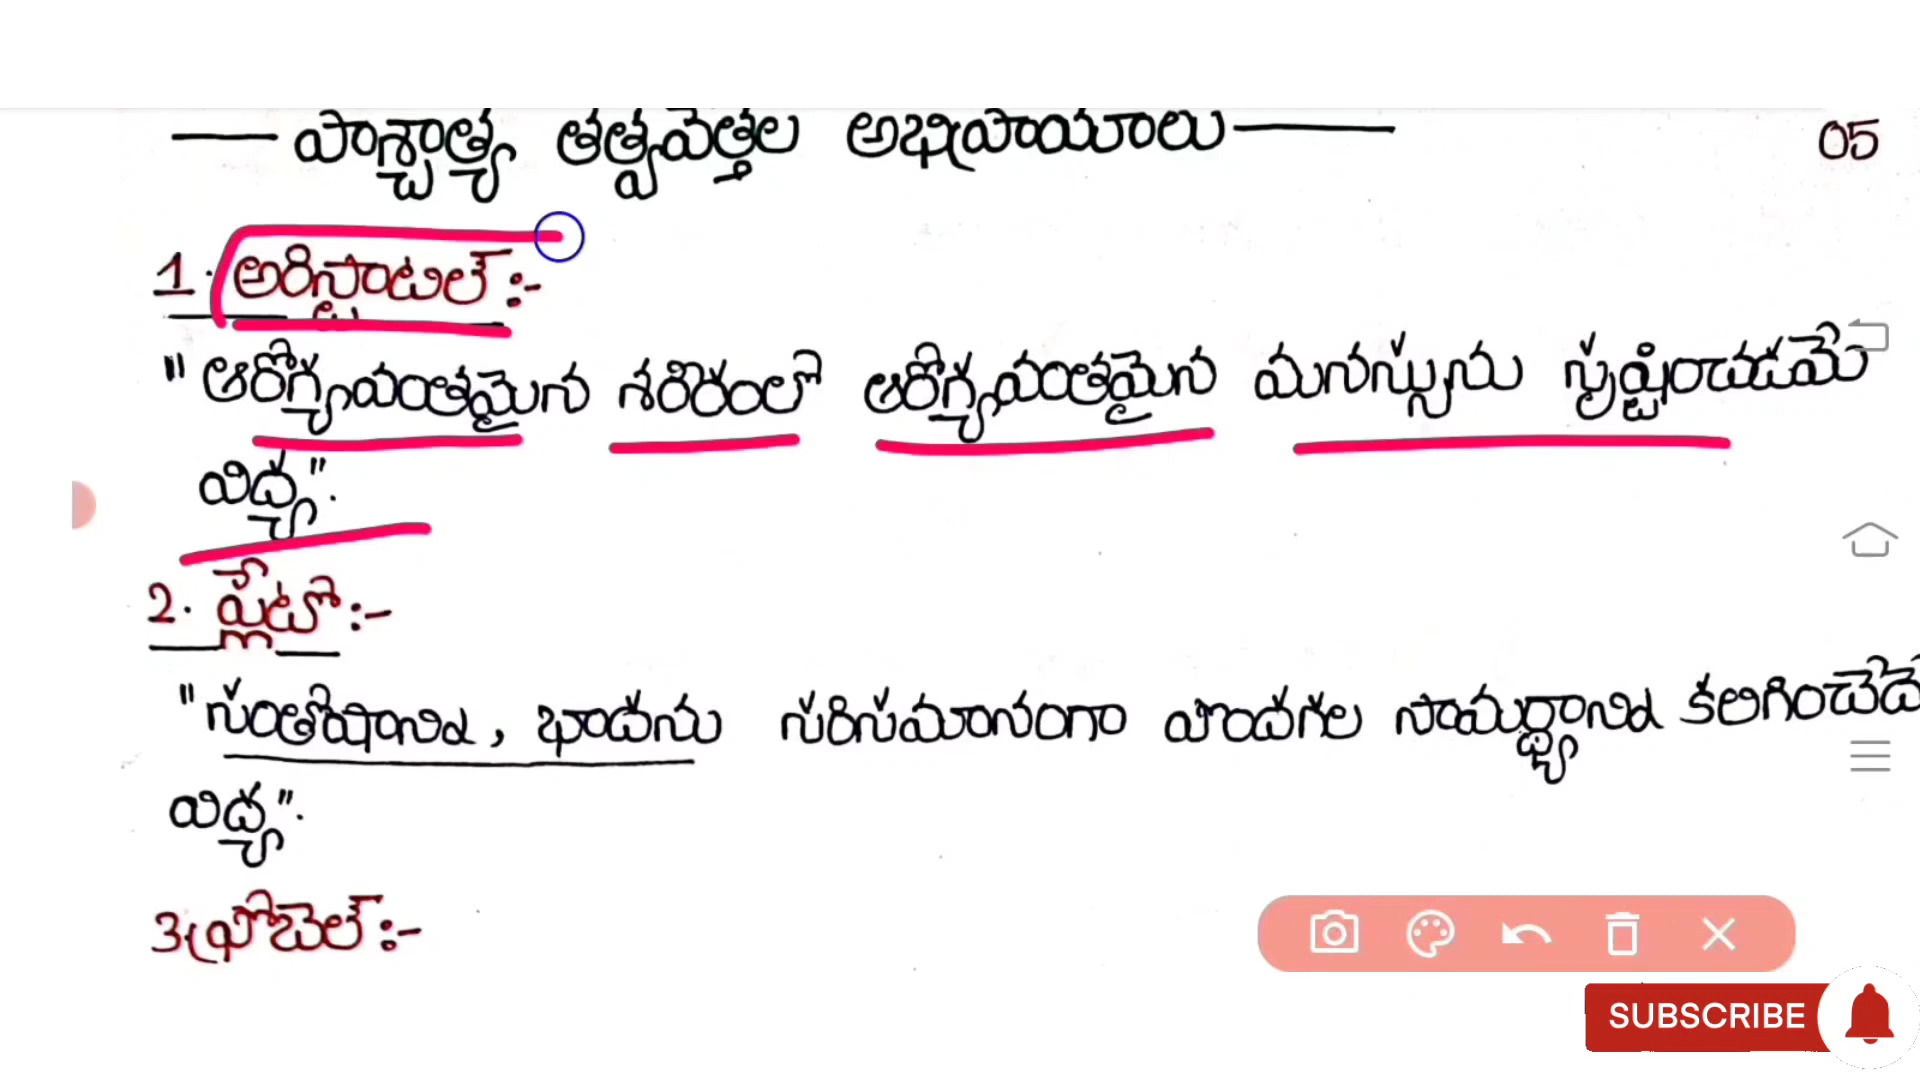 పాశ్చాత్య తత్వవేత్తల అభిప్రాయాలు
05
1. అరిస్టాటిల్ :-
"ఆరోగ్యవంతమైన శరీరంలో ఆరోగ్యవంతమైన మనస్సును సృష్టించడమే
విద్య".
2. ప్లేటో :-
"సంతోషాన్ని, భాదను సరిసమానంగా పొందగల సామర్థ్యాన్ని కలిగించేదే
విద్య".
3 ఫ్రోబెల్ :-
SUBSCRIBE